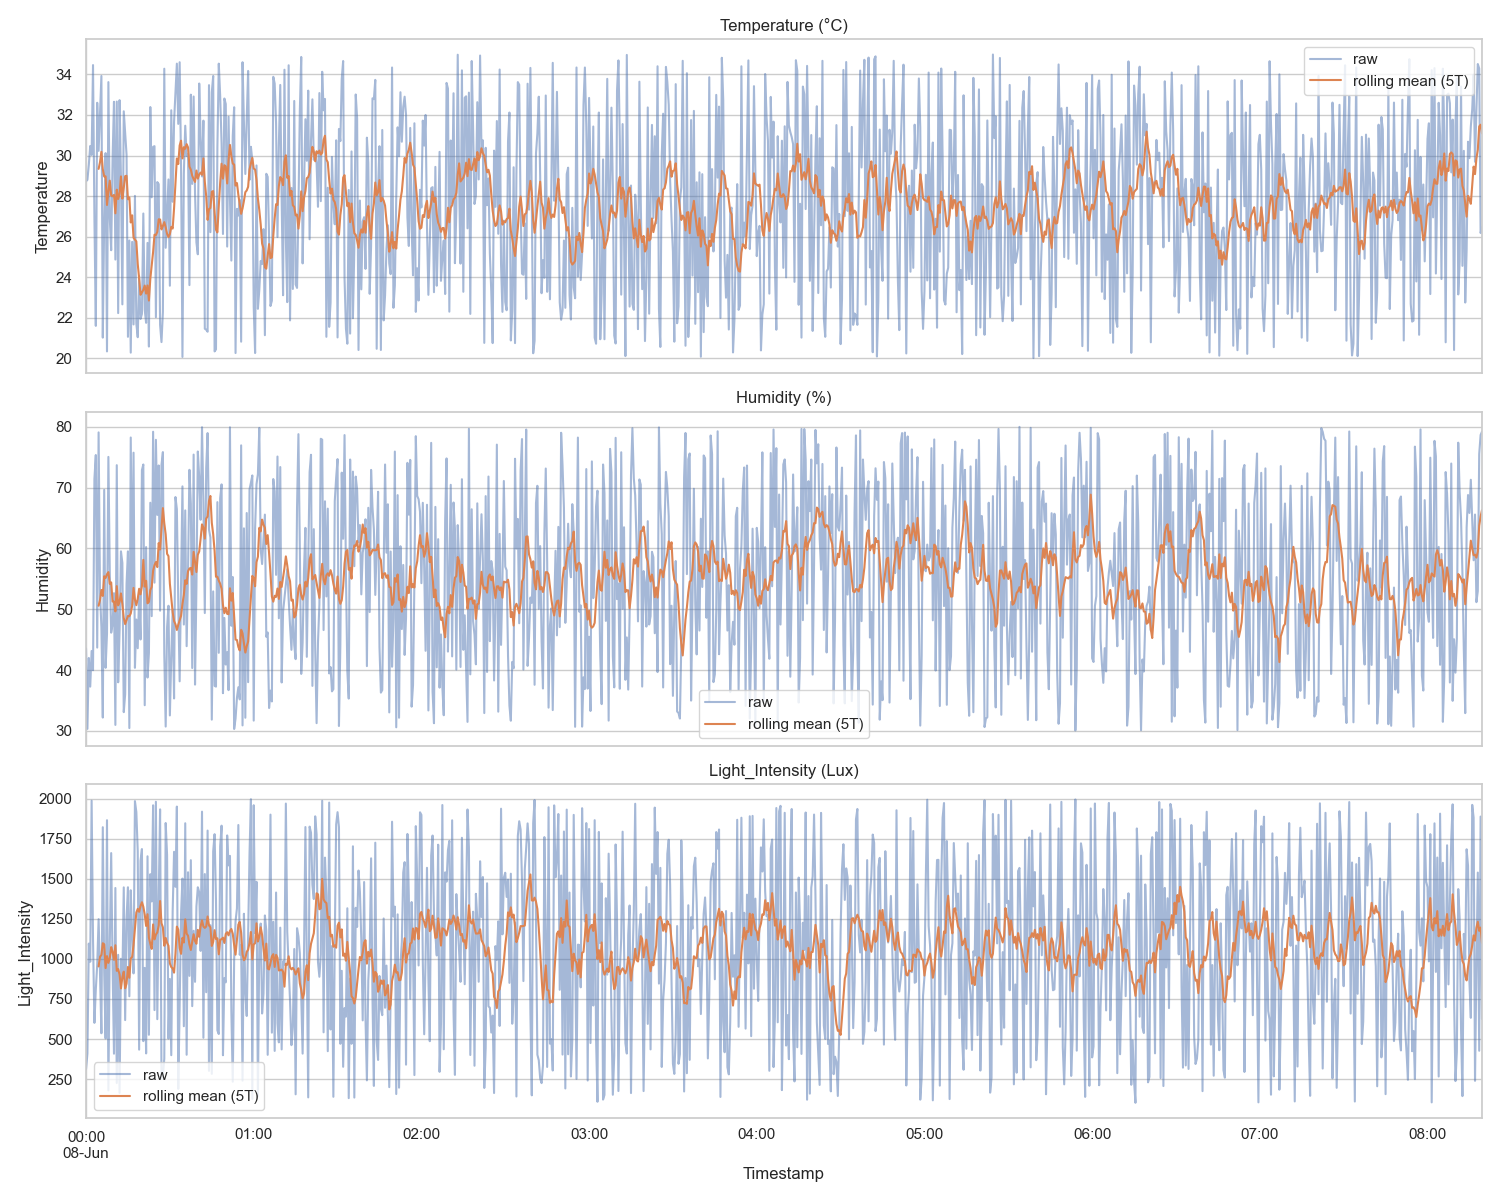 Temperature (°C)
34
32
30
28
26
24
22
20
Temperature
raw
rolling mean (5T)
Humidity (%)
80
70
60
50
40
30
Humidity
raw
rolling mean (5T)
Light_Intensity (Lux)
2000
1750
1500
1250
1000
750
500
250
Light_Intensity
raw
rolling mean (5T)
00:00 01:00 02:00 03:00 04:00 05:00 06:00 07:00 08:00
08-Jun
Timestamp